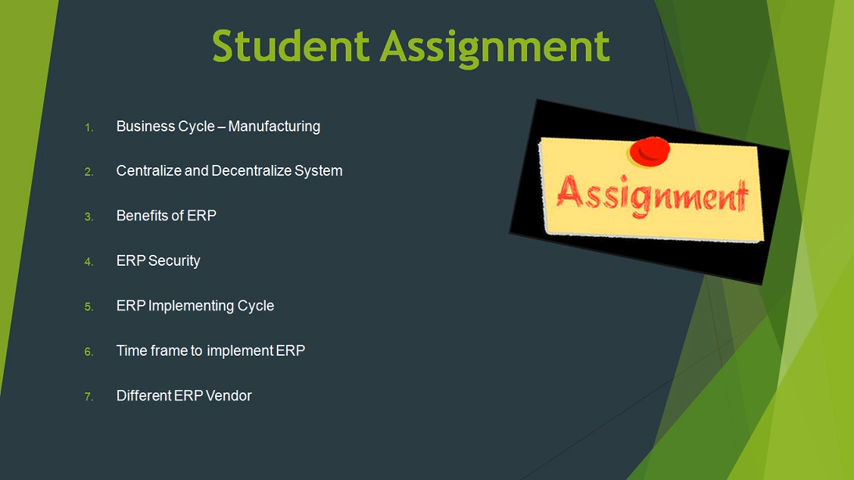 Student Assignment
1. Business Cycle – Manufacturing
2. Centralize and Decentralize System
3. Benefits of ERP
4. ERP Security
5. ERP Implementing Cycle
6. Time frame to implement ERP
7. Different ERP Vendor
Assignment